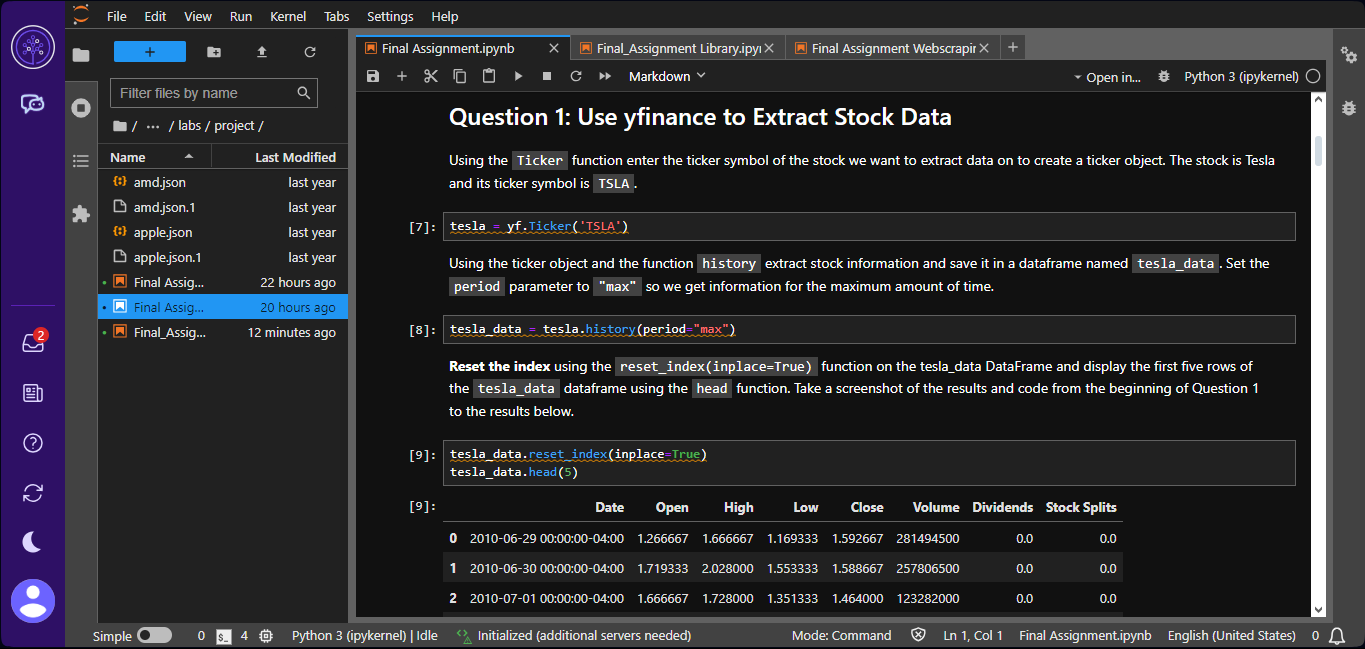 File Edit View Run Kernel Tabs Settings Help
Final Assignment.ipynb
Final_Assignment Library.ipyn
Final Assignment Webscrapin
Filter files by name
/ ... / labs / project /
Markdown
Open in...
Python 3 (ipykernel)
Name Last Modified
amd.json last year
amd.json.1 last year
apple.json last year
apple.json.1 last year
Final Assig... 22 hours ago
Final Assig... 20 hours ago
Final_Assig... 12 minutes ago
2
Question 1: Use yfinance to Extract Stock Data
Using the Ticker function enter the ticker symbol of the stock we want to extract data on to create a ticker object. The stock is Tesla
and its ticker symbol is TSLA .
[7]: tesla = yf.Ticker('TSLA')
Using the ticker object and the function history extract stock information and save it in a dataframe named tesla_data . Set the
period parameter to "max" so we get information for the maximum amount of time.
[8]: tesla_data = tesla.history(period="max")
Reset the index using the reset_index(inplace=True) function on the tesla_data DataFrame and display the first five rows of
the tesla_data dataframe using the head function. Take a screenshot of the results and code from the beginning of Question 1
to the results below.
[9]: tesla_data.reset_index(inplace=True)
tesla_data.head(5)
[9]: Date Open High Low Close Volume Dividends Stock Splits
0 2010-06-29 00:00:00-04:00 1.266667 1.666667 1.169333 1.592667 281494500 0.0 0.0
1 2010-06-30 00:00:00-04:00 1.719333 2.028000 1.553333 1.588667 257806500 0.0 0.0
2 2010-07-01 00:00:00-04:00 1.666667 1.728000 1.351333 1.464000 123282000 0.0 0.0
Simple 0 4 Python 3 (ipykernel) | Idle Initialized (additional servers needed) Mode: Command Ln 1, Col 1 Final Assignment.ipynb English (United States) 0